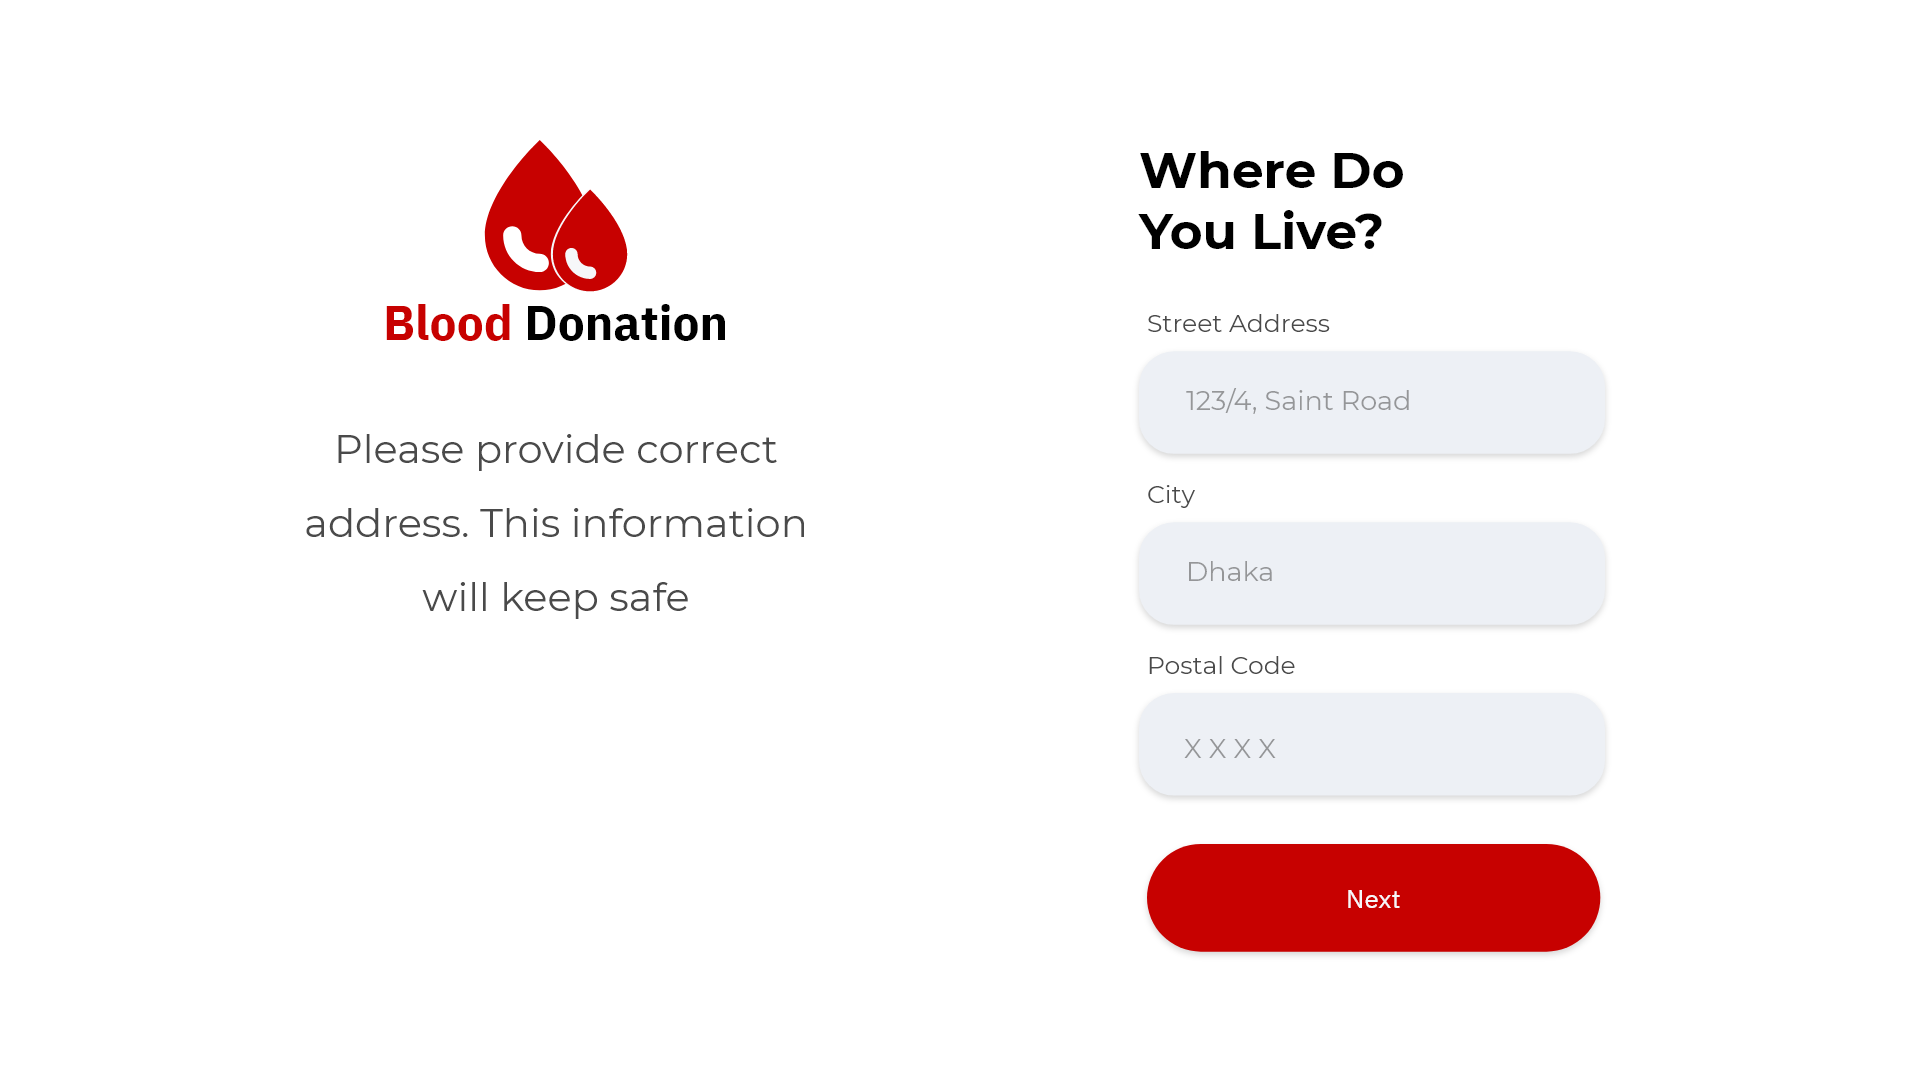 Blood Donation
Please provide correct
address. This information
will keep safe
Where Do
You Live?
Street Address
123/4, Saint Road
City
Dhaka
Postal Code
X X X X
Next